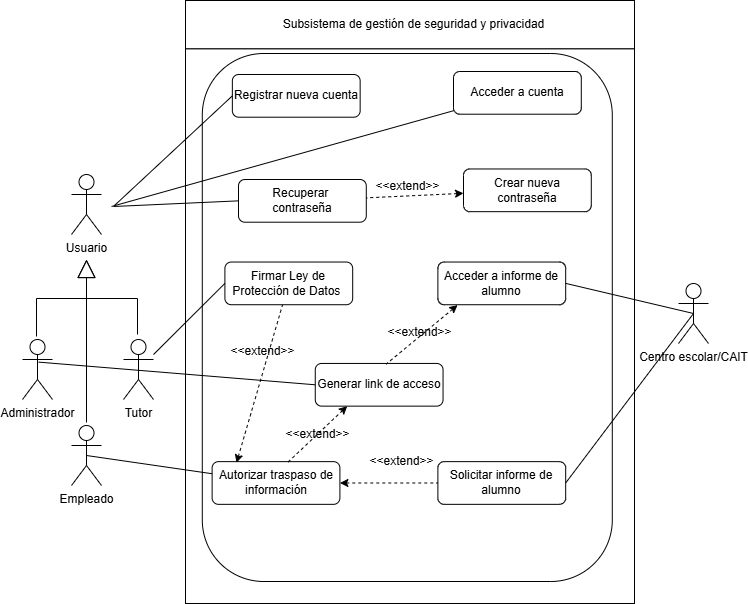 Subsistema de gestión de seguridad y privacidad
Registrar nueva cuenta
Acceder a cuenta
Recuperar
contraseña
<<extend>>
Crear nueva
contraseña
Usuario
Firmar Ley de
Protección de Datos
Acceder a informe de
alumno
<<extend>>
<<extend>>
Centro escolar/CAIT
Administrador
Tutor
Generar link de acceso
<<extend>>
Empleado
Autorizar traspaso de
información
<<extend>>
Solicitar informe de
alumno